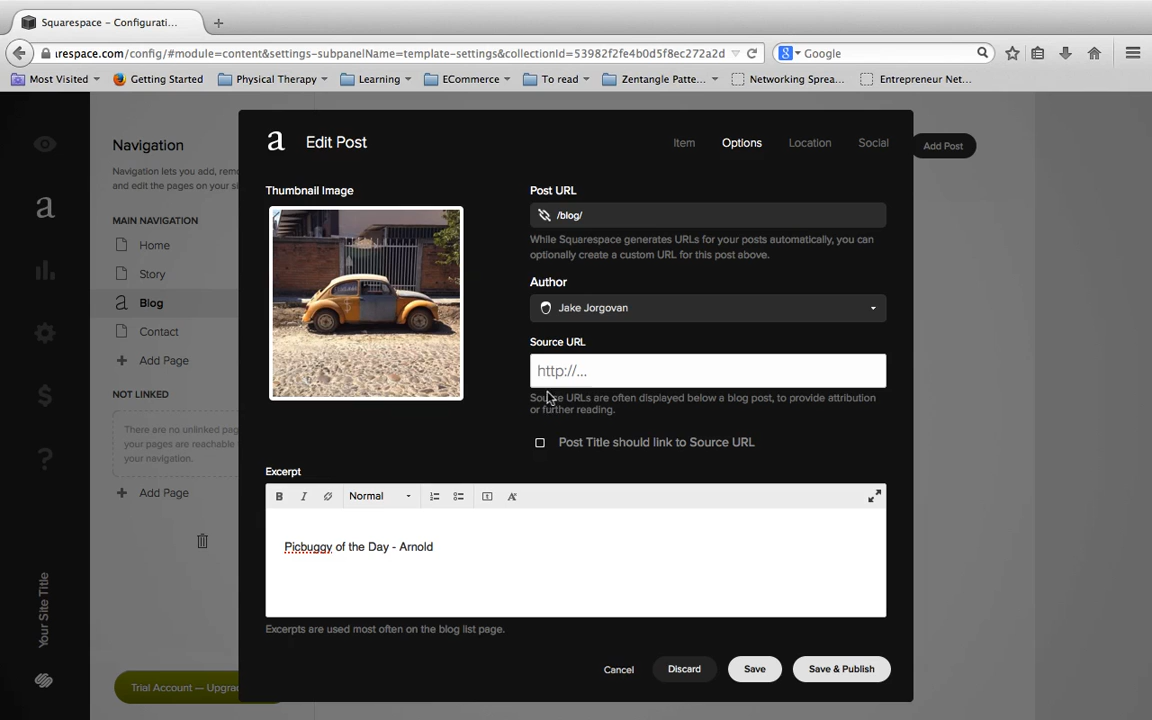 Squarespace - Configurati...
ırespace.com/config/#module=content&settings-subpanelName=template-settings&collectionId=53982f2fe4b0d5f8ec272a2d
Google
Most Visited
Getting Started
Physical Therapy
Learning
ECommerce
To read
Zentangle Patte...
Networking Sprea...
Entrepreneur Net...
Navigation
Navigation lets you add, remo
and edit the pages on your sit
MAIN NAVIGATION
Home
Story
Blog
Contact
Add Page
NOT LINKED
There are no unlinked pag
your pages are reachable
your navigation.
Add Page
Your Site Title
Trial Account — Upgrad
a Edit Post
Item
Options
Location
Social
Add Post
Thumbnail Image
Post URL
/blog/
While Squarespace generates URLs for your posts automatically, you can
optionally create a custom URL for this post above.
Author
Jake Jorgovan
Source URL
http://...
Source URLs are often displayed below a blog post, to provide attribution
or further reading.
Post Title should link to Source URL
Excerpt
B I Normal
Picbuggy of the Day - Arnold
Excerpts are used most often on the blog list page.
Cancel
Discard
Save
Save & Publish